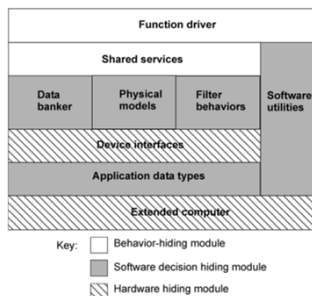 Function driver
Shared services
Data
banker
Physical
models
Filter
behaviors
Software
utilities
Device interfaces
Application data types
Extended computer
Key:
Behavior-hiding module
Software decision hiding module
Hardware hiding module